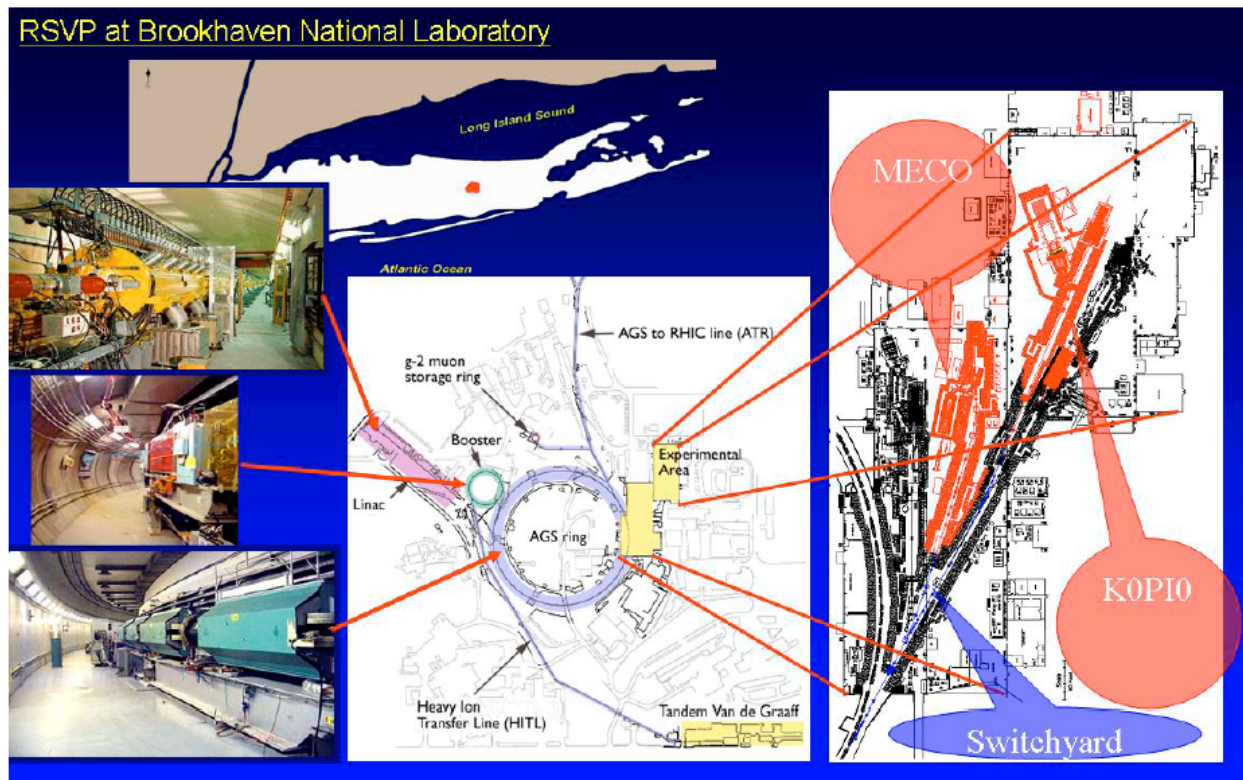 RSVP at Brookhaven National Laboratory
Long Island Sound
Atlantic Ocean
AGS to RHIC line (ATR)
g-2 muon
storage ring
Booster
Linac
AGS ring
Experimental
Area
Heavy Ion
Transfer Line (HITL)
Tandem Van de Graaff
MECO
K0PI0
Switchyard